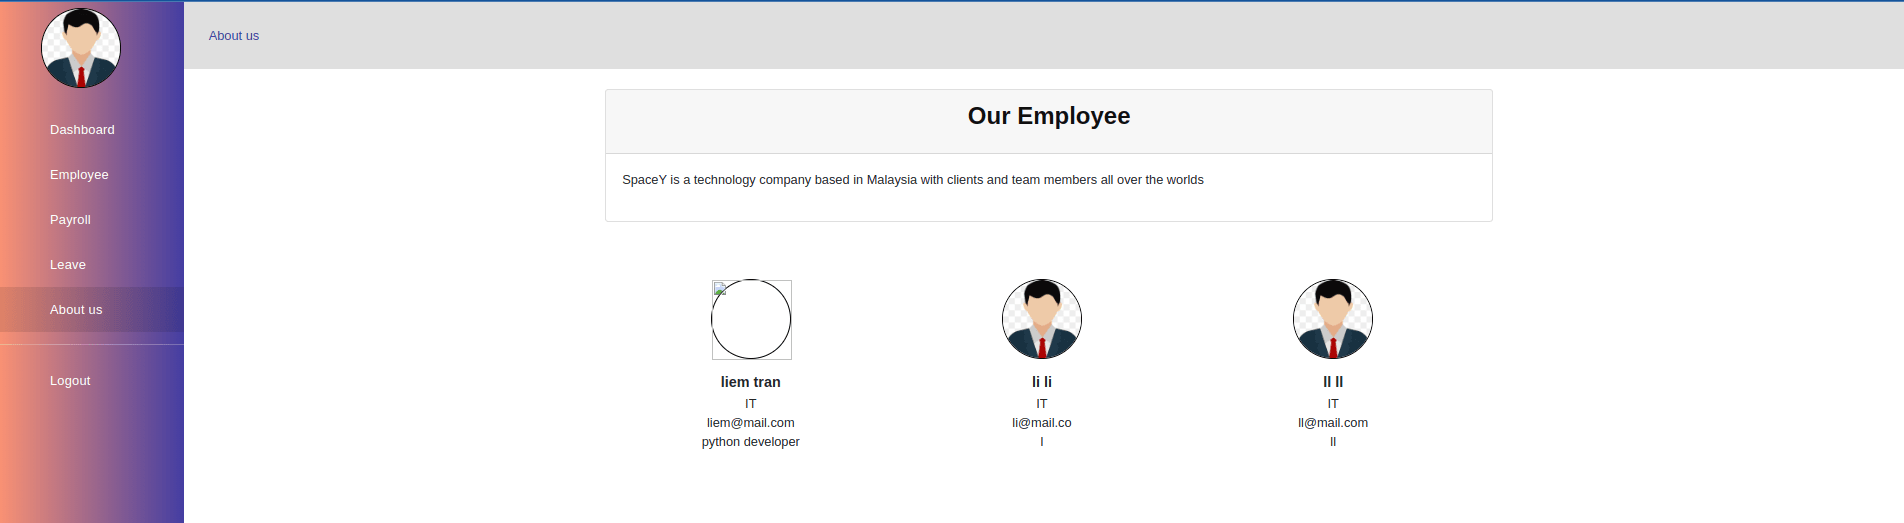 About us
Dashboard
Employee
Payroll
Leave
About us
Logout
Our Employee
SpaceY is a technology company based in Malaysia with clients and team members all over the worlds
liem tran
IT
liem@mail.com
python developer
li li
IT
li@mail.co
l
ll ll
IT
ll@mail.com
ll